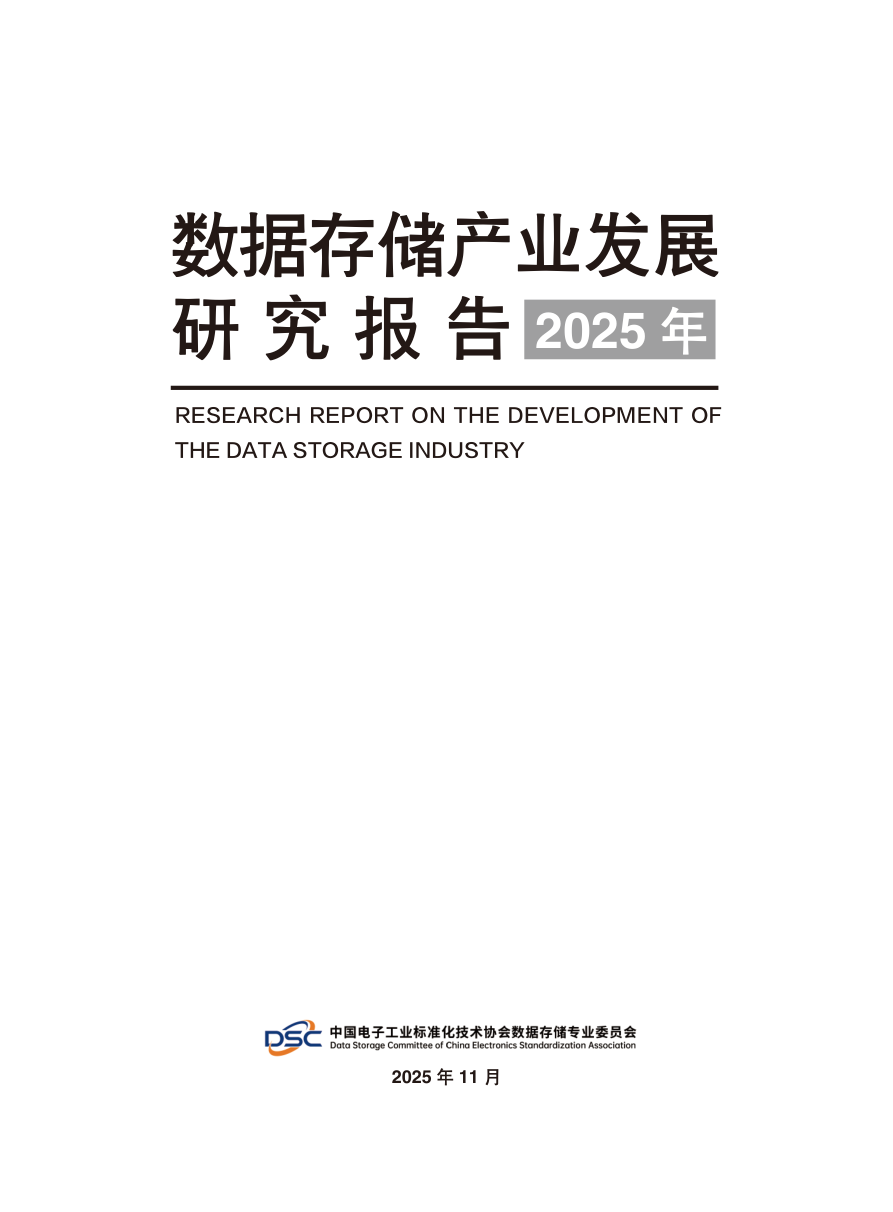 数据存储产业发展
研究报告 2025 年
RESEARCH REPORT ON THE DEVELOPMENT OF
THE DATA STORAGE INDUSTRY
DSC 中国电子工业标准化技术协会数据存储专业委员会
Data Storage Committee of China Electronics Standardization Association
2025 年 11 月